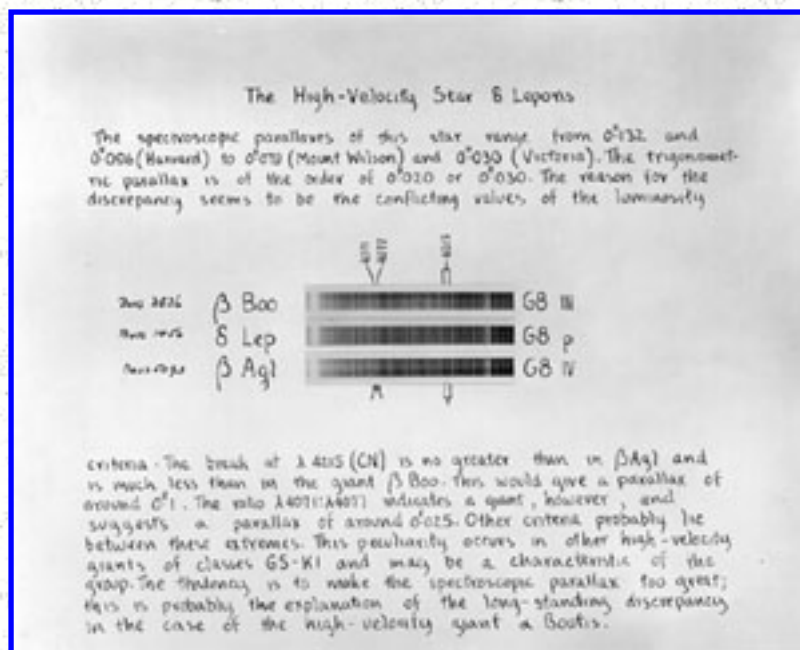 The High-Velocity Star δ Leporis
The spectroscopic parallaxes of this star range from 0".132 and
0".006 (Harvard) to 0".079 (Mount Wilson) and 0".030 (Victoria). The trigonomet-
ric parallax is of the order of 0".020 or 0".030. The reason for the
discrepancy seems to be the conflicting values of the luminosity
4071 4077 4215
β Boo G8 III
δ Lep G8 p
β Aql G8 IV
criteria. The break at λ 4215 (CN) is no greater than in β Aql and
is much less than in the giant β Boo. This would give a parallax of
around 0".1. The ratio λ4071:λ4077 indicates a giant, however, and
suggests a parallax of around 0".025. Other criteria probably lie
between these extremes. This peculiarity occurs in other high-velocity
giants of classes G5-K1 and may be a characteristic of the
group. The tendency is to make the spectroscopic parallax too great;
this is probably the explanation of the long-standing discrepancy
in the case of the high-velocity giant α Bootis.